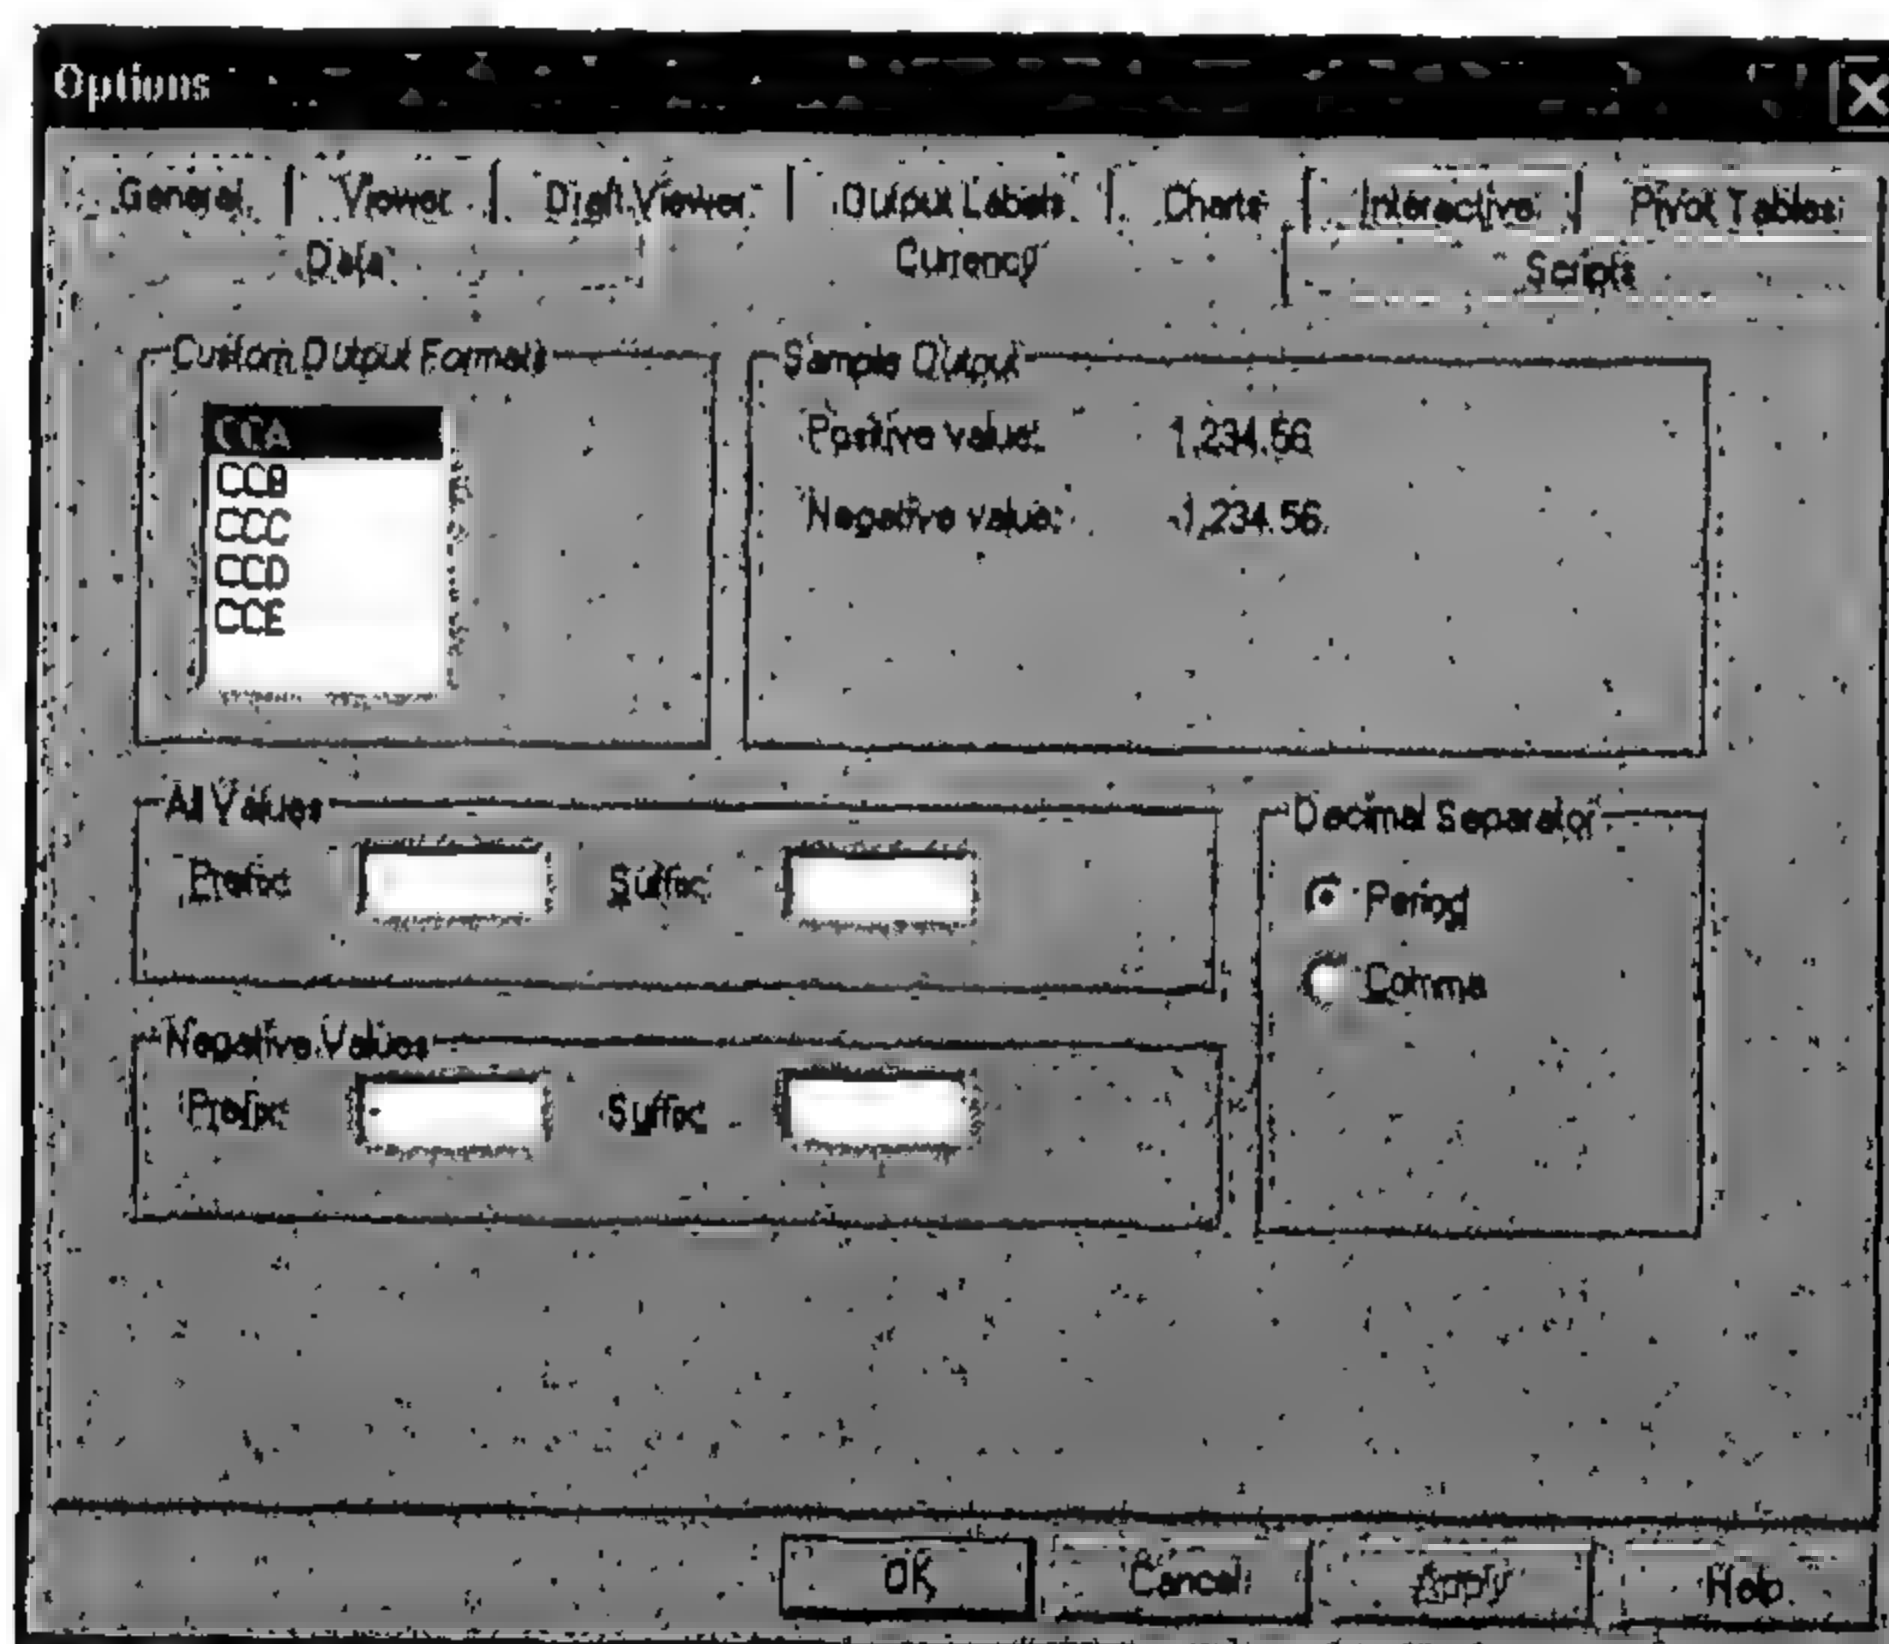 Options
General Viewer Draft Viewer Output Labels Charts Interactive Pivot Tables
Data Currency Scripts
Custom Output Formats
CCA
CCB
CCC
CCD
CCE
Sample Output
Positive value: 1,234.56
Negative value: -1,234.56
All Values
Prefix: Suffix:
Negative Values
Prefix: - Suffix:
Decimal Separator
Period
Comma
OK Cancel Apply Help